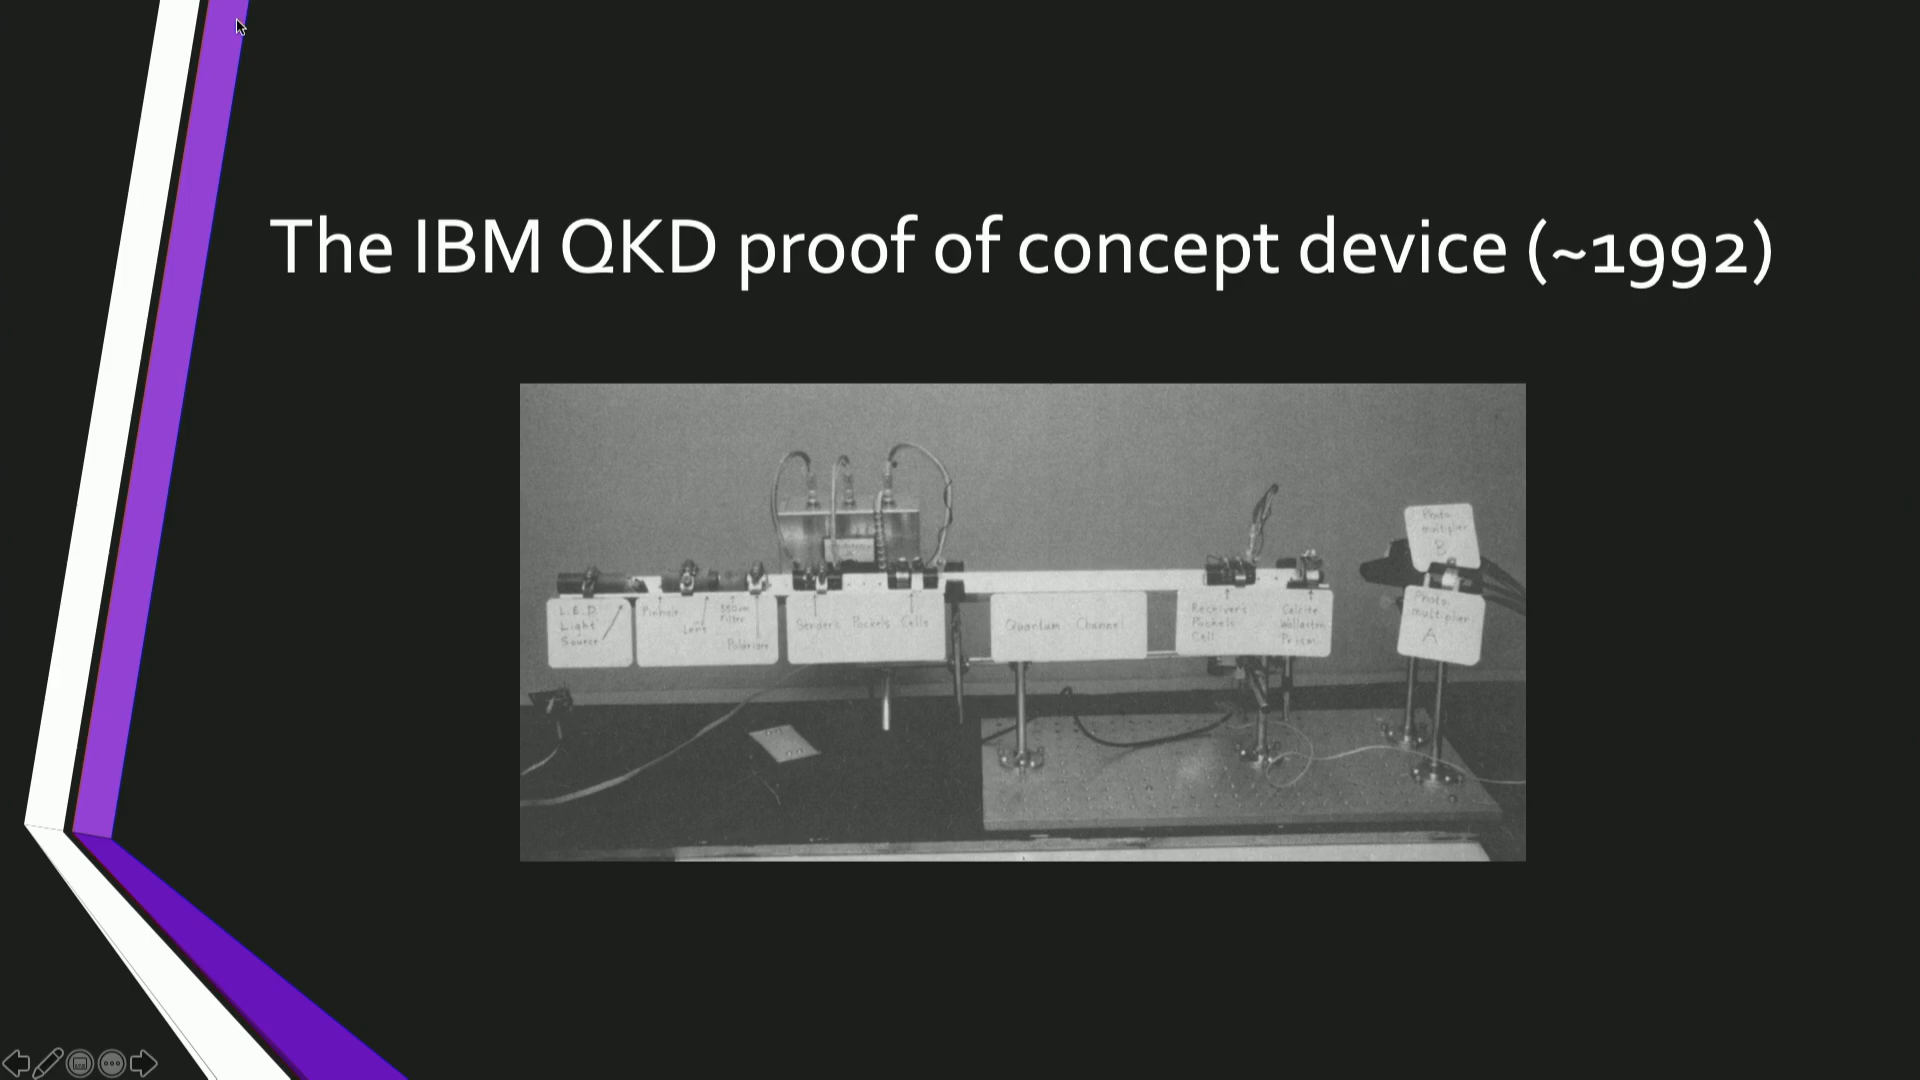 The IBM QKD proof of concept device (~1992)
L.E.D.
Light
Source
Pinhole
Lens
550nm
Filter
Polarizer
Sender's Pockels Cells
Quantum Channel
Receiver's
Pockels
Cell
Calcite
Wollaston
Prism
Photo
multiplier
B
Photo
multiplier
A